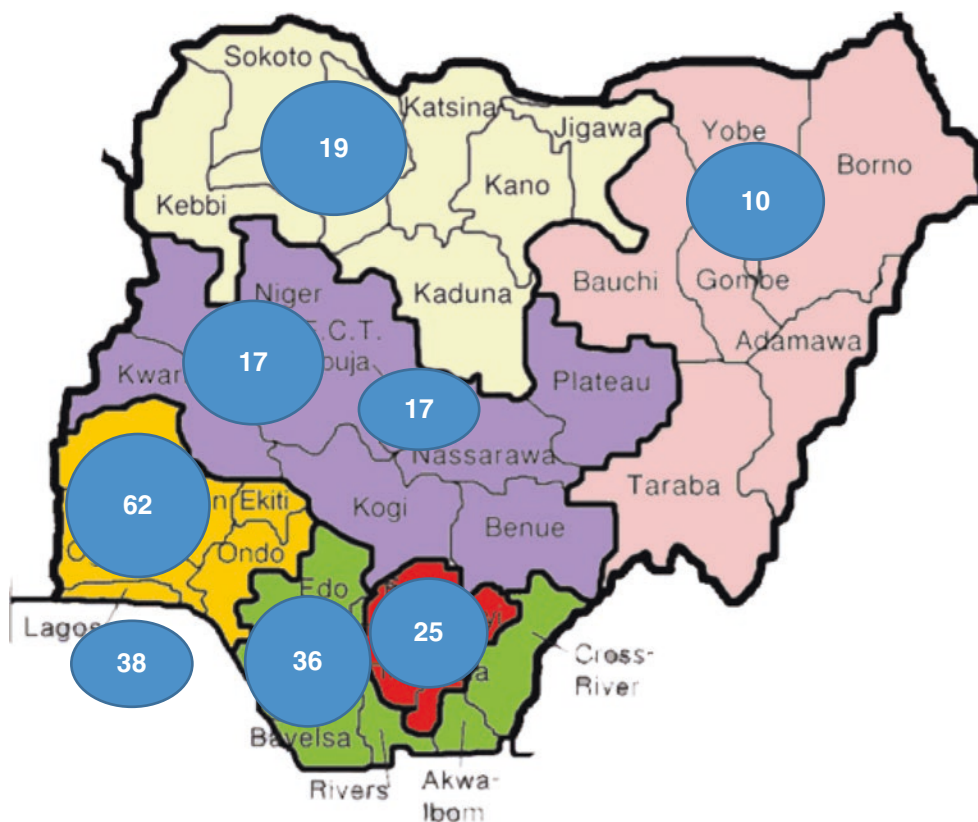 Sokoto
Katsina
19
Jigawa
Yobe
Borno
Kano
Kebbi
10
Bauchi
Gombe
Niger
Kaduna
.C.T.
Adamawa
17
Plateau
17
Nassarawa
Taraba
62
Ekiti
Kogi
Benue
Ondo
Edo
Lagos
25
38
36
Cross-
River
Bayelsa
Rivers
Akwa-
Ibom